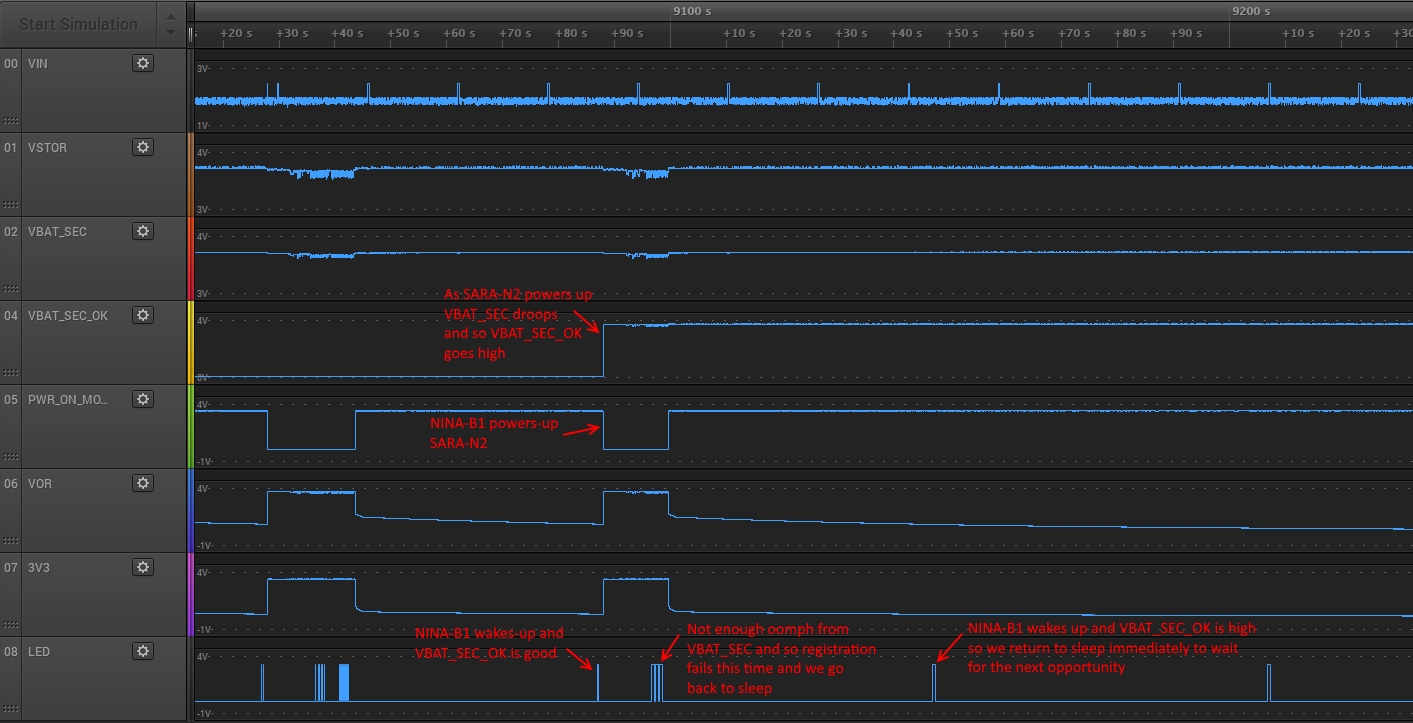 Start Simulation
9100 s
9200 s
+20 s +30 s +40 s +50 s +60 s +70 s +80 s +90 s +10 s +20 s +30 s +40 s +50 s +60 s +70 s +80 s +90 s +10 s +20 s +30
00 VIN
3V
1V
01 VSTOR
4V
3V
02 VBAT_SEC
4V
3V
As SARA-N2 powers up
VBAT_SEC droops
and so VBAT_SEC_OK
goes high
04 VBAT_SEC_OK
4V
0V
05 PWR_ON_MO...
4V
-1V
NINA-B1 powers-up
SARA-N2
06 VOR
4V
-1V
07 3V3
4V
-1V
NINA-B1 wakes-up and
VBAT_SEC_OK is good
Not enough oomph from
VBAT_SEC and so registration
fails this time and we go
back to sleep
NINA-B1 wakes up and VBAT_SEC_OK is high
so we return to sleep immediately to wait
for the next opportunity
08 LED
4V
-1V